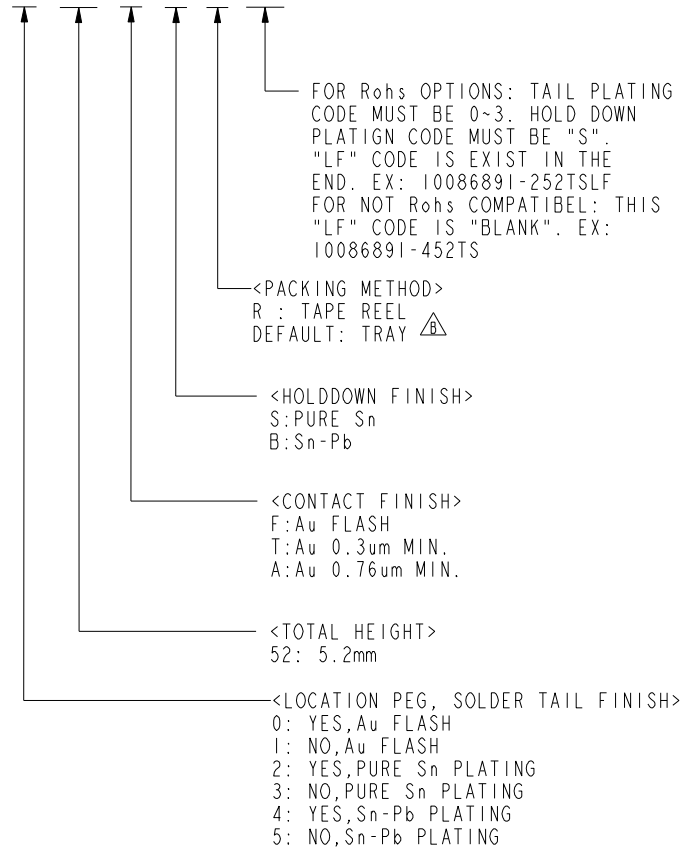 FOR Rohs OPTIONS: TAIL PLATING
CODE MUST BE 0~3. HOLD DOWN
PLATIGN CODE MUST BE "S".
"LF" CODE IS EXIST IN THE
END. EX: 10086891-252TSLF
FOR NOT Rohs COMPATIBEL: THIS
"LF" CODE IS "BLANK". EX:
10086891-452TS
<PACKING METHOD>
R : TAPE REEL
DEFAULT: TRAY B
<HOLDDOWN FINISH>
S:PURE Sn
B:Sn-Pb
<CONTACT FINISH>
F:Au FLASH
T:Au 0.3um MIN.
A:Au 0.76um MIN.
<TOTAL HEIGHT>
52: 5.2mm
<LOCATION PEG, SOLDER TAIL FINISH>
0: YES,Au FLASH
1: NO,Au FLASH
2: YES,PURE Sn PLATING
3: NO,PURE Sn PLATING
4: YES,Sn-Pb PLATING
5: NO,Sn-Pb PLATING